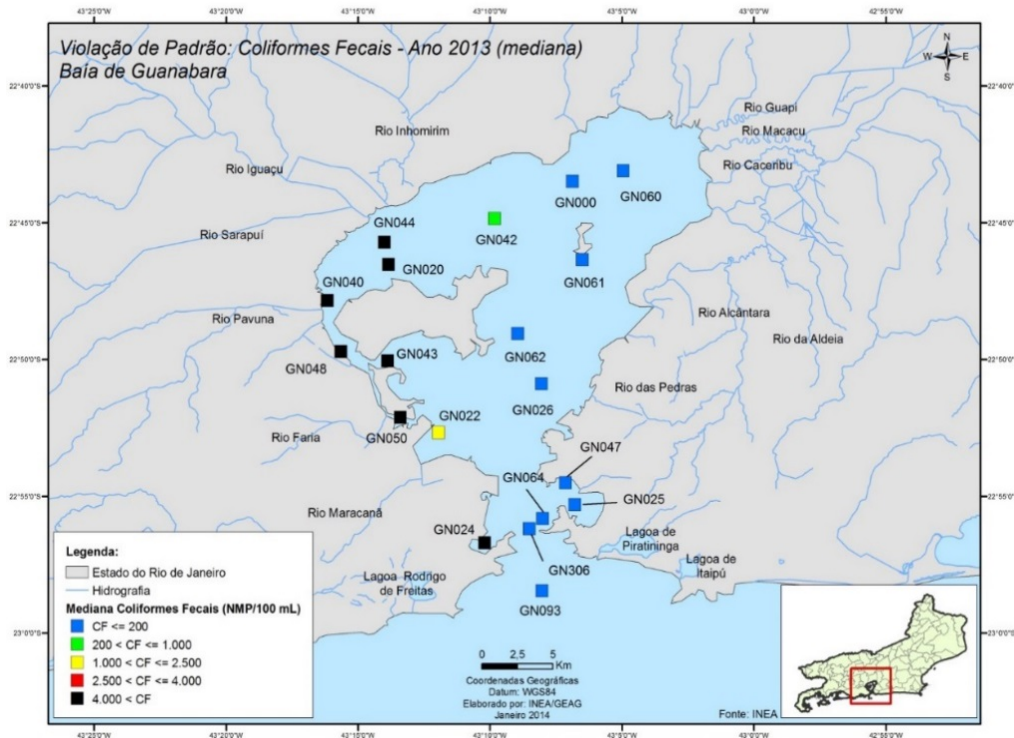 43°25'0"W 43°20'0"W 43°15'0"W 43°10'0"W 43°5'0"W 43°0'0"W 42°55'0"W
Violação de Padrão: Coliformes Fecais - Ano 2013 (mediana)
Baía de Guanabara
N
W E
S
22°40'0"S 22°40'0"S
Rio Guapi
Rio Inhomirim
Rio Macacu
Rio Iguaçu
Rio Caceribu
GN000
GN060
22°45'0"S 22°45'0"S
GN044
GN042
Rio Sarapuí
GN020
GN040
GN061
Rio Pavuna
Rio Alcântara
Rio da Aldeia
22°50'0"S 22°50'0"S
GN043
GN048
GN062
Rio das Pedras
GN026
GN022
Rio Faria
GN050
GN047
GN064
22°55'0"S 22°55'0"S
GN025
Rio Maracanã
GN024
Lagoa de
Piratininga
Lagoa de
Itaipú
GN306
Lagoa Rodrigo
de Freitas
GN093
23°0'0"S 23°0'0"S
Legenda:
Estado do Rio de Janeiro
Hidrografia
Mediana Coliformes Fecais (NMP/100 mL)
CF <= 200
200 < CF <= 1.000
1.000 < CF <= 2.500
2.500 < CF <= 4.000
4.000 < CF
0 2,5 5
Km
Coordenadas Geográficas
Datum: WGS84
Elaborado por: INEA/GEAG
Janeiro 2014
Fonte: INEA
43°25'0"W 43°20'0"W 43°15'0"W 43°10'0"W 43°5'0"W 43°0'0"W 42°55'0"W